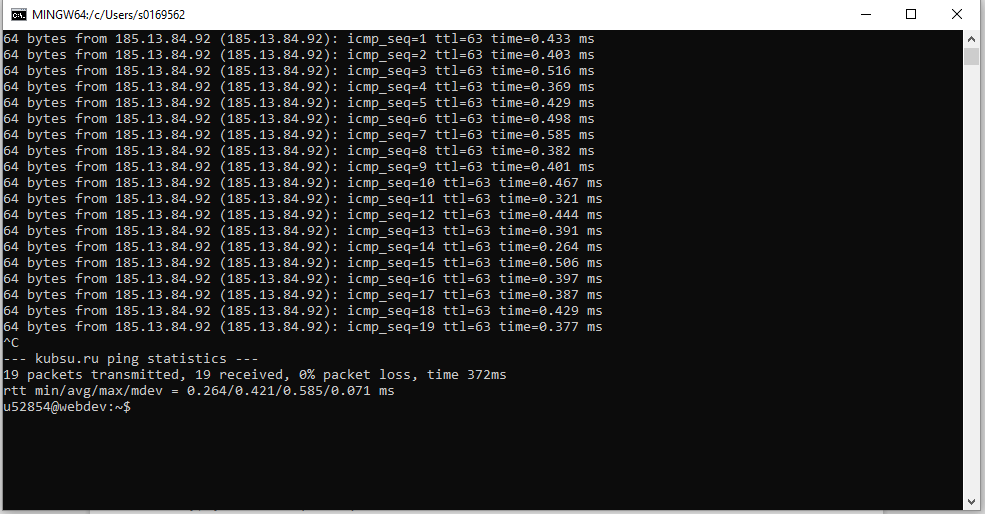 MINGW64:/c/Users/s0169562
64 bytes from 185.13.84.92 (185.13.84.92): icmp_seq=1 ttl=63 time=0.433 ms
64 bytes from 185.13.84.92 (185.13.84.92): icmp_seq=2 ttl=63 time=0.403 ms
64 bytes from 185.13.84.92 (185.13.84.92): icmp_seq=3 ttl=63 time=0.516 ms
64 bytes from 185.13.84.92 (185.13.84.92): icmp_seq=4 ttl=63 time=0.369 ms
64 bytes from 185.13.84.92 (185.13.84.92): icmp_seq=5 ttl=63 time=0.429 ms
64 bytes from 185.13.84.92 (185.13.84.92): icmp_seq=6 ttl=63 time=0.498 ms
64 bytes from 185.13.84.92 (185.13.84.92): icmp_seq=7 ttl=63 time=0.585 ms
64 bytes from 185.13.84.92 (185.13.84.92): icmp_seq=8 ttl=63 time=0.382 ms
64 bytes from 185.13.84.92 (185.13.84.92): icmp_seq=9 ttl=63 time=0.401 ms
64 bytes from 185.13.84.92 (185.13.84.92): icmp_seq=10 ttl=63 time=0.467 ms
64 bytes from 185.13.84.92 (185.13.84.92): icmp_seq=11 ttl=63 time=0.321 ms
64 bytes from 185.13.84.92 (185.13.84.92): icmp_seq=12 ttl=63 time=0.444 ms
64 bytes from 185.13.84.92 (185.13.84.92): icmp_seq=13 ttl=63 time=0.391 ms
64 bytes from 185.13.84.92 (185.13.84.92): icmp_seq=14 ttl=63 time=0.264 ms
64 bytes from 185.13.84.92 (185.13.84.92): icmp_seq=15 ttl=63 time=0.506 ms
64 bytes from 185.13.84.92 (185.13.84.92): icmp_seq=16 ttl=63 time=0.397 ms
64 bytes from 185.13.84.92 (185.13.84.92): icmp_seq=17 ttl=63 time=0.387 ms
64 bytes from 185.13.84.92 (185.13.84.92): icmp_seq=18 ttl=63 time=0.429 ms
64 bytes from 185.13.84.92 (185.13.84.92): icmp_seq=19 ttl=63 time=0.377 ms
^C
--- kubsu.ru ping statistics ---
19 packets transmitted, 19 received, 0% packet loss, time 372ms
rtt min/avg/max/mdev = 0.264/0.421/0.585/0.071 ms
u52854@webdev:~$